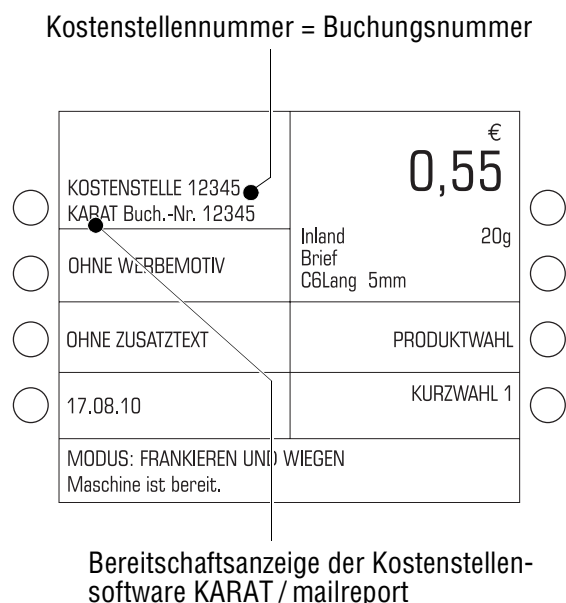 Kostenstellennummer = Buchungsnummer
KOSTENSTELLE 12345
KARAT Buch.-Nr. 12345
OHNE WERBEMOTIV
OHNE ZUSATZTEXT
17.08.10
€
0,55
Inland 20g
Brief
C6Lang 5mm
PRODUKTWAHL
KURZWAHL 1
MODUS: FRANKIEREN UND WIEGEN
Maschine ist bereit.
Bereitschaftsanzeige der Kostenstellen-
software KARAT / mailreport